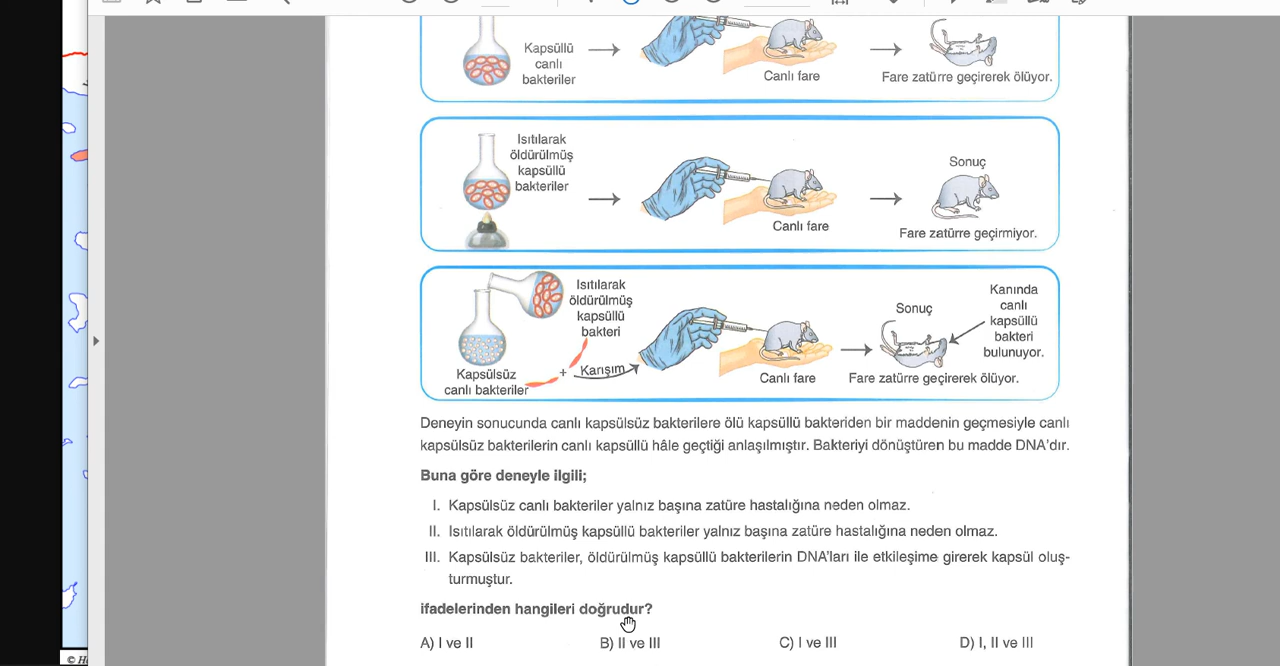 Kapsüllü
canlı
bakteriler
Canlı fare
Fare zatürre geçirerek ölüyor.
Isıtılarak
öldürülmüş
kapsüllü
bakteriler
Canlı fare
Sonuç
Fare zatürre geçirmiyor.
Isıtılarak
öldürülmüş
kapsüllü
bakteri
Kapsülsüz
canlı bakteriler
+
Karışım
Canlı fare
Sonuç
Fare zatürre geçirerek ölüyor.
Kanında
canlı
kapsüllü
bakteri
bulunuyor.
Deneyin sonucunda canlı kapsülsüz bakterilere ölü kapsüllü bakteriden bir maddenin geçmesiyle canlı
kapsülsüz bakterilerin canlı kapsüllü hâle geçtiği anlaşılmıştır. Bakteriyi dönüştüren bu madde DNA'dır.
Buna göre deneyle ilgili;
I. Kapsülsüz canlı bakteriler yalnız başına zatüre hastalığına neden olmaz.
II. Isıtılarak öldürülmüş kapsüllü bakteriler yalnız başına zatüre hastalığına neden olmaz.
III. Kapsülsüz bakteriler, öldürülmüş kapsüllü bakterilerin DNA'ları ile etkileşime girerek kapsül oluş-
turmuştur.
ifadelerinden hangileri doğrudur?
A) I ve II B) II ve III C) I ve III D) I, II ve III